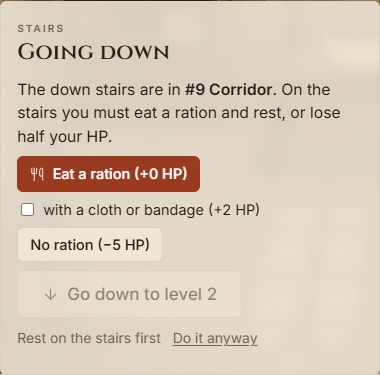 STAIRS
GOING DOWN
The down stairs are in #9 Corridor. On the
stairs you must eat a ration and rest, or lose
half your HP.
Eat a ration (+0 HP)
with a cloth or bandage (+2 HP)
No ration (−5 HP)
Go down to level 2
Rest on the stairs first Do it anyway